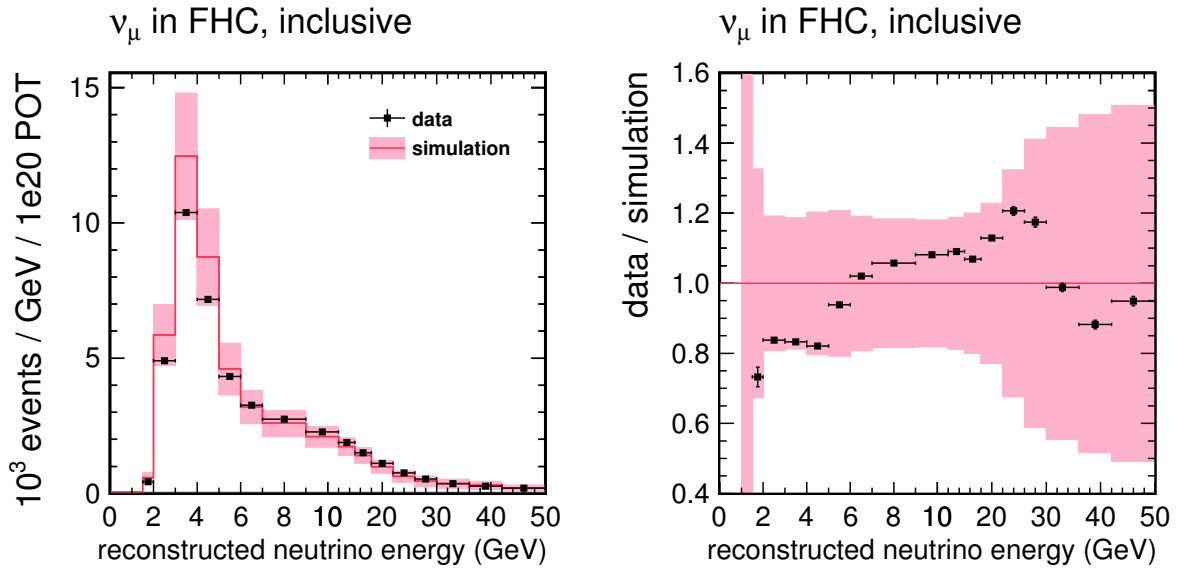 νμ in FHC, inclusive
10³ events / GeV / 1e20 POT
15
10
5
0
data
simulation
0 2 4 6 8 10 20 30 40 50
reconstructed neutrino energy (GeV)
νμ in FHC, inclusive
data / simulation
1.6
1.4
1.2
1.0
0.8
0.6
0.4
0 2 4 6 8 10 20 30 40 50
reconstructed neutrino energy (GeV)